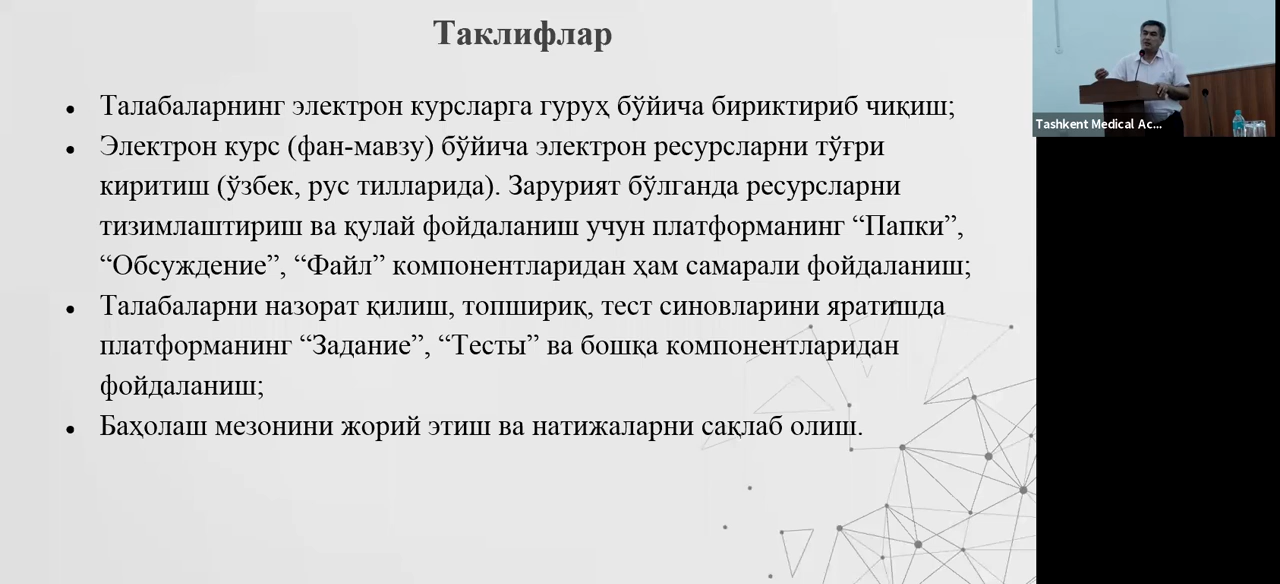 Таклифлар
Tashkent Medical Ac...
• Талабаларнинг электрон курсларга гуруҳ бўйича бириктириб чиқиш;
• Электрон курс (фан-мавзу) бўйича электрон ресурсларни тўғри
киритиш (ўзбек, рус тилларида). Зарурият бўлганда ресурсларни
тизимлаштириш ва қулай фойдаланиш учун платформанинг “Папки”,
“Обсуждение”, “Файл” компонентларидан ҳам самарали фойдаланиш;
• Талабаларни назорат қилиш, топшириқ, тест синовларини яратишда
платформанинг “Задание”, “Тесты” ва бошқа компонентларидан
фойдаланиш;
• Баҳолаш мезонини жорий этиш ва натижаларни сақлаб олиш.